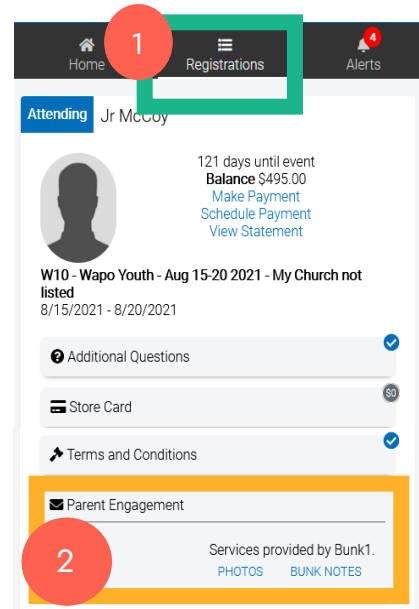 1
4
Home
Registrations
Alerts
Attending Jr McCoy
121 days until event
Balance $495.00
Make Payment
Schedule Payment
View Statement
W10 - Wapo Youth - Aug 15-20 2021 - My Church not
listed
8/15/2021 - 8/20/2021
Additional Questions
Store Card
$0
Terms and Conditions
Parent Engagement
2
Services provided by Bunk1.
PHOTOS BUNK NOTES